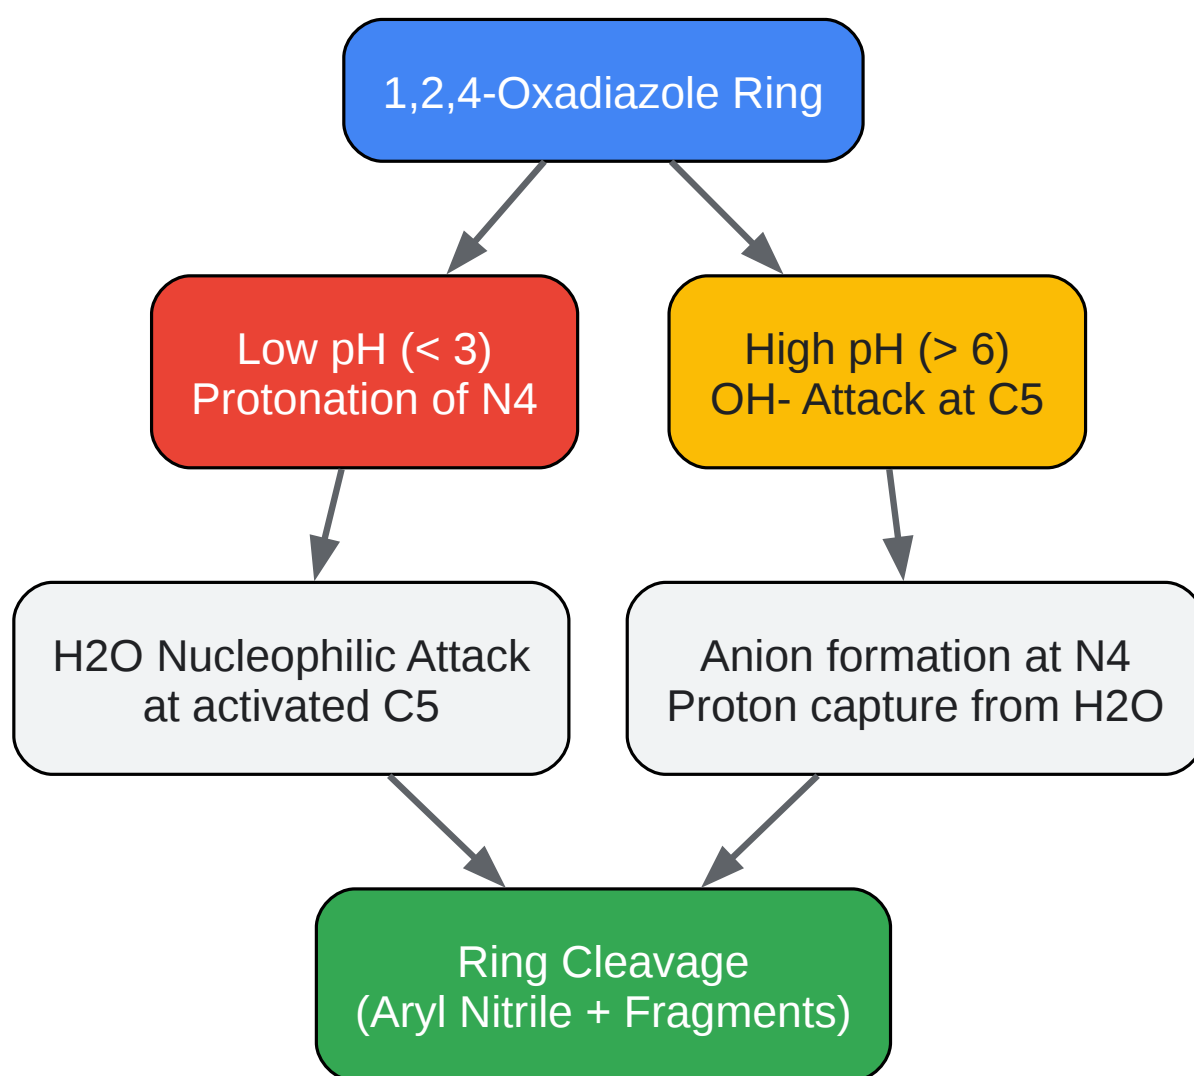 1,2,4-Oxadiazole Ring
Low pH (< 3)
Protonation of N4
High pH (> 6)
OH- Attack at C5
H2O Nucleophilic Attack
at activated C5
Anion formation at N4
Proton capture from H2O
Ring Cleavage
(Aryl Nitrile + Fragments)